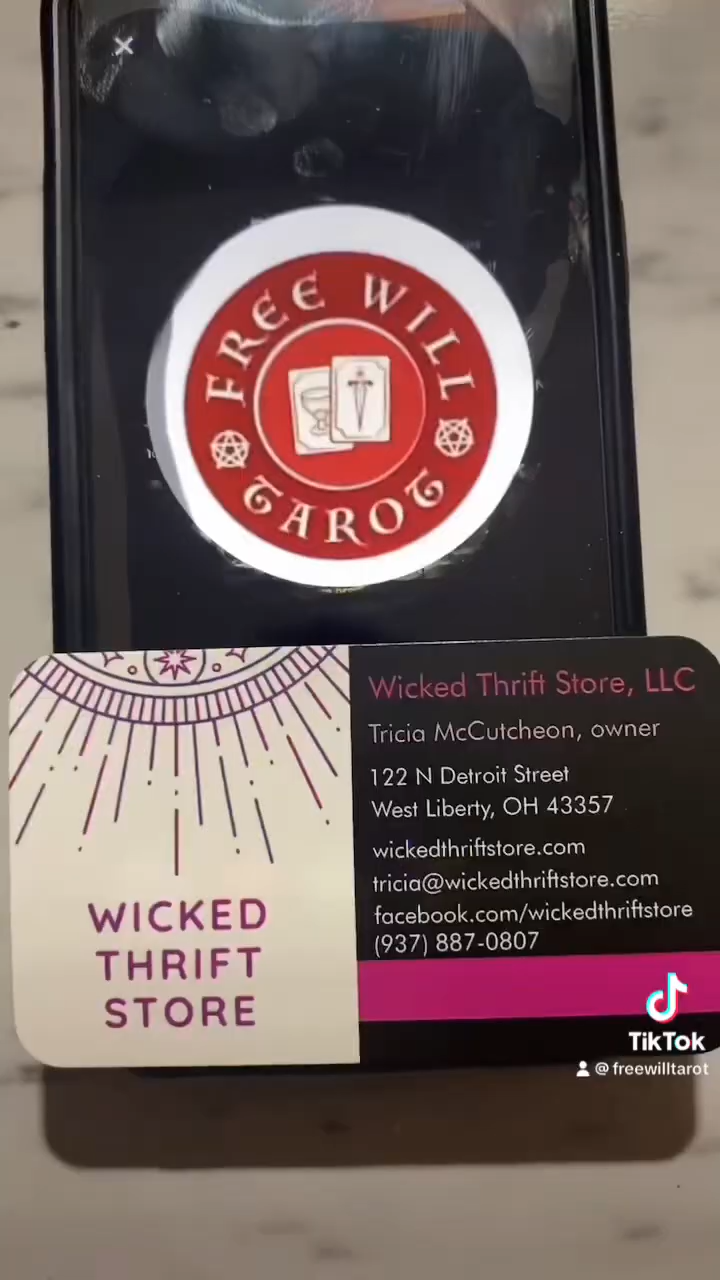 FREE WILL
TAROT
Wicked Thrift Store, LLC
Tricia McCutcheon, owner
122 N Detroit Street
West Liberty, OH 43357
wickedthriftstore.com
tricia@wickedthriftstore.com
facebook.com/wickedthriftstore
(937) 887-0807
WICKED
THRIFT
STORE
TikTok
@freewilltarot